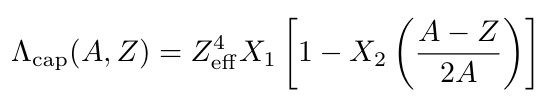 Λ_cap(A, Z) = Z_eff^4 X_1 [1 − X_2 ((A − Z)/(2A))]